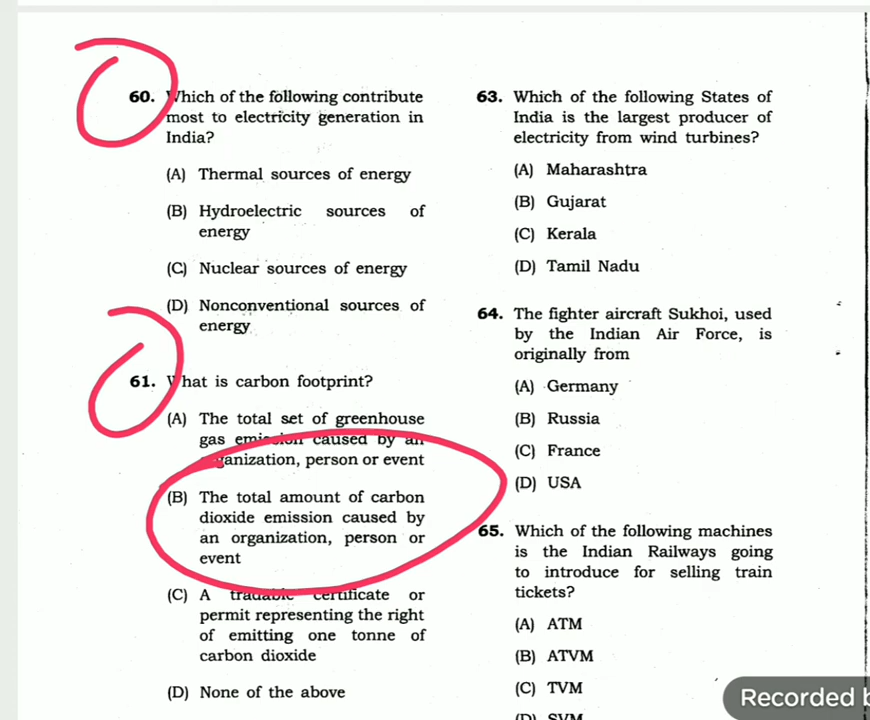 60. Which of the following contribute
most to electricity generation in
India?
(A) Thermal sources of energy
(B) Hydroelectric sources of
energy
(C) Nuclear sources of energy
(D) Nonconventional sources of
energy
61. What is carbon footprint?
(A) The total set of greenhouse
gas emission caused by an
organization, person or event
(B) The total amount of carbon
dioxide emission caused by
an organization, person or
event
(C) A tradable certificate or
permit representing the right
of emitting one tonne of
carbon dioxide
(D) None of the above
63. Which of the following States of
India is the largest producer of
electricity from wind turbines?
(A) Maharashtra
(B) Gujarat
(C) Kerala
(D) Tamil Nadu
64. The fighter aircraft Sukhoi, used
by the Indian Air Force, is
originally from
(A) Germany
(B) Russia
(C) France
(D) USA
65. Which of the following machines
is the Indian Railways going
to introduce for selling train
tickets?
(A) ATM
(B) ATVM
(C) TVM
(D) SVM
Recorded